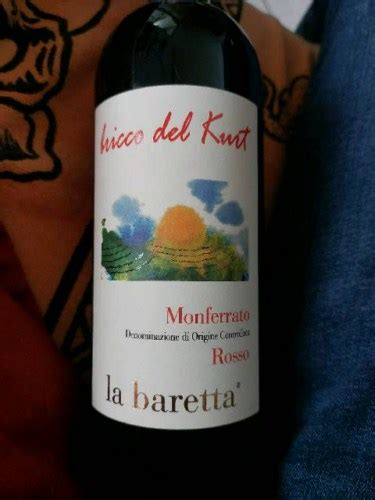 bricco del Kurt
Monferrato
Denominazione di Origine Controllata
Rosso
la baretta